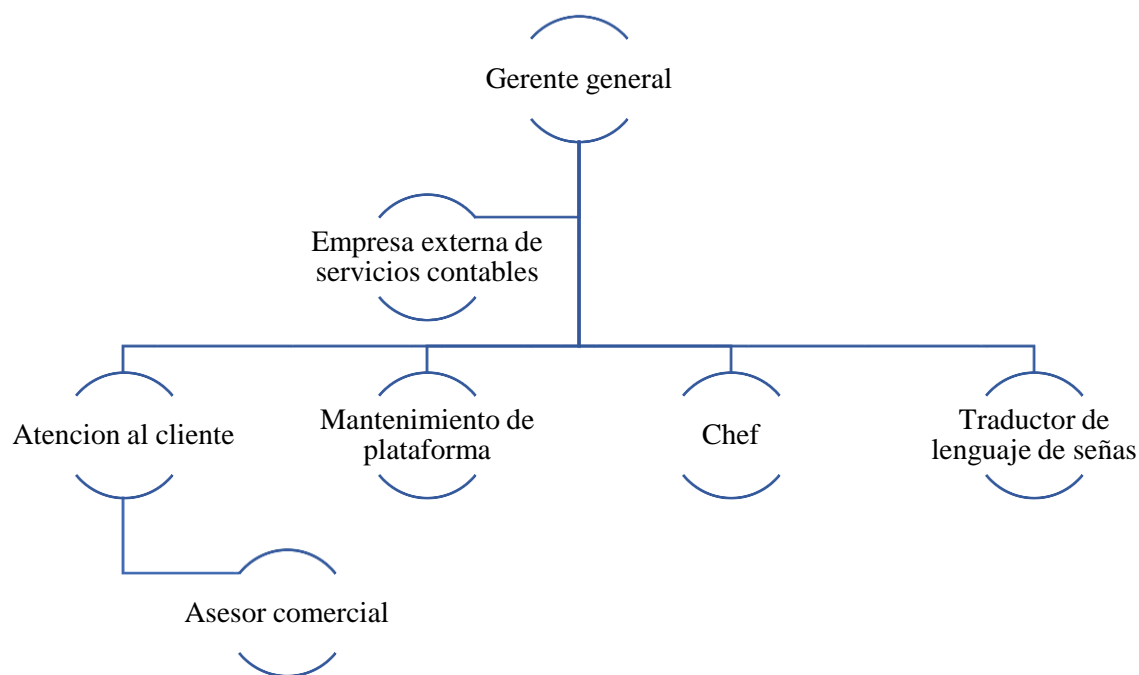 Gerente general
Empresa externa de
servicios contables
Atencion al cliente
Mantenimiento de
plataforma
Chef
Traductor de
lenguaje de señas
Asesor comercial